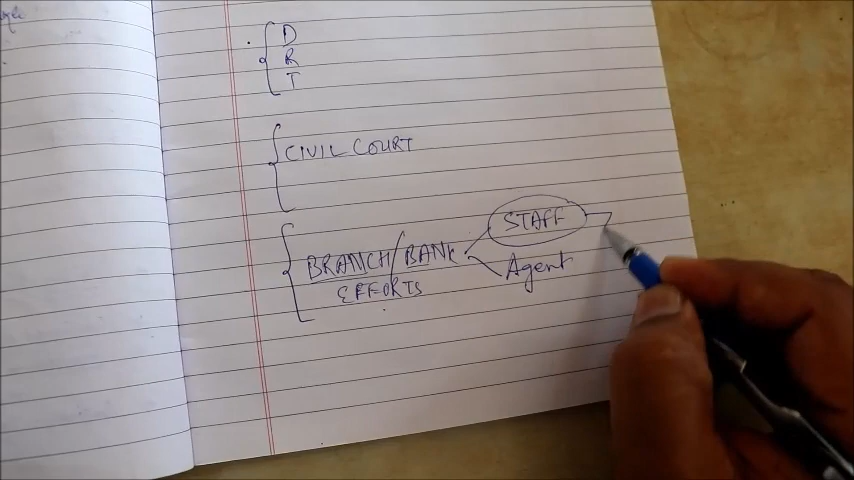 D
R
T
CIVIL COURT
BRANCH/BANK
EFFORTS
STAFF
Agent